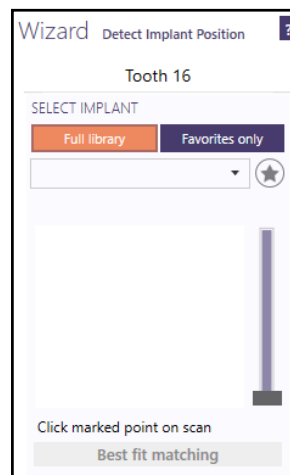 Wizard Detect Implant Position ?
Tooth 16
SELECT IMPLANT
Full library Favorites only
Click marked point on scan
Best fit matching